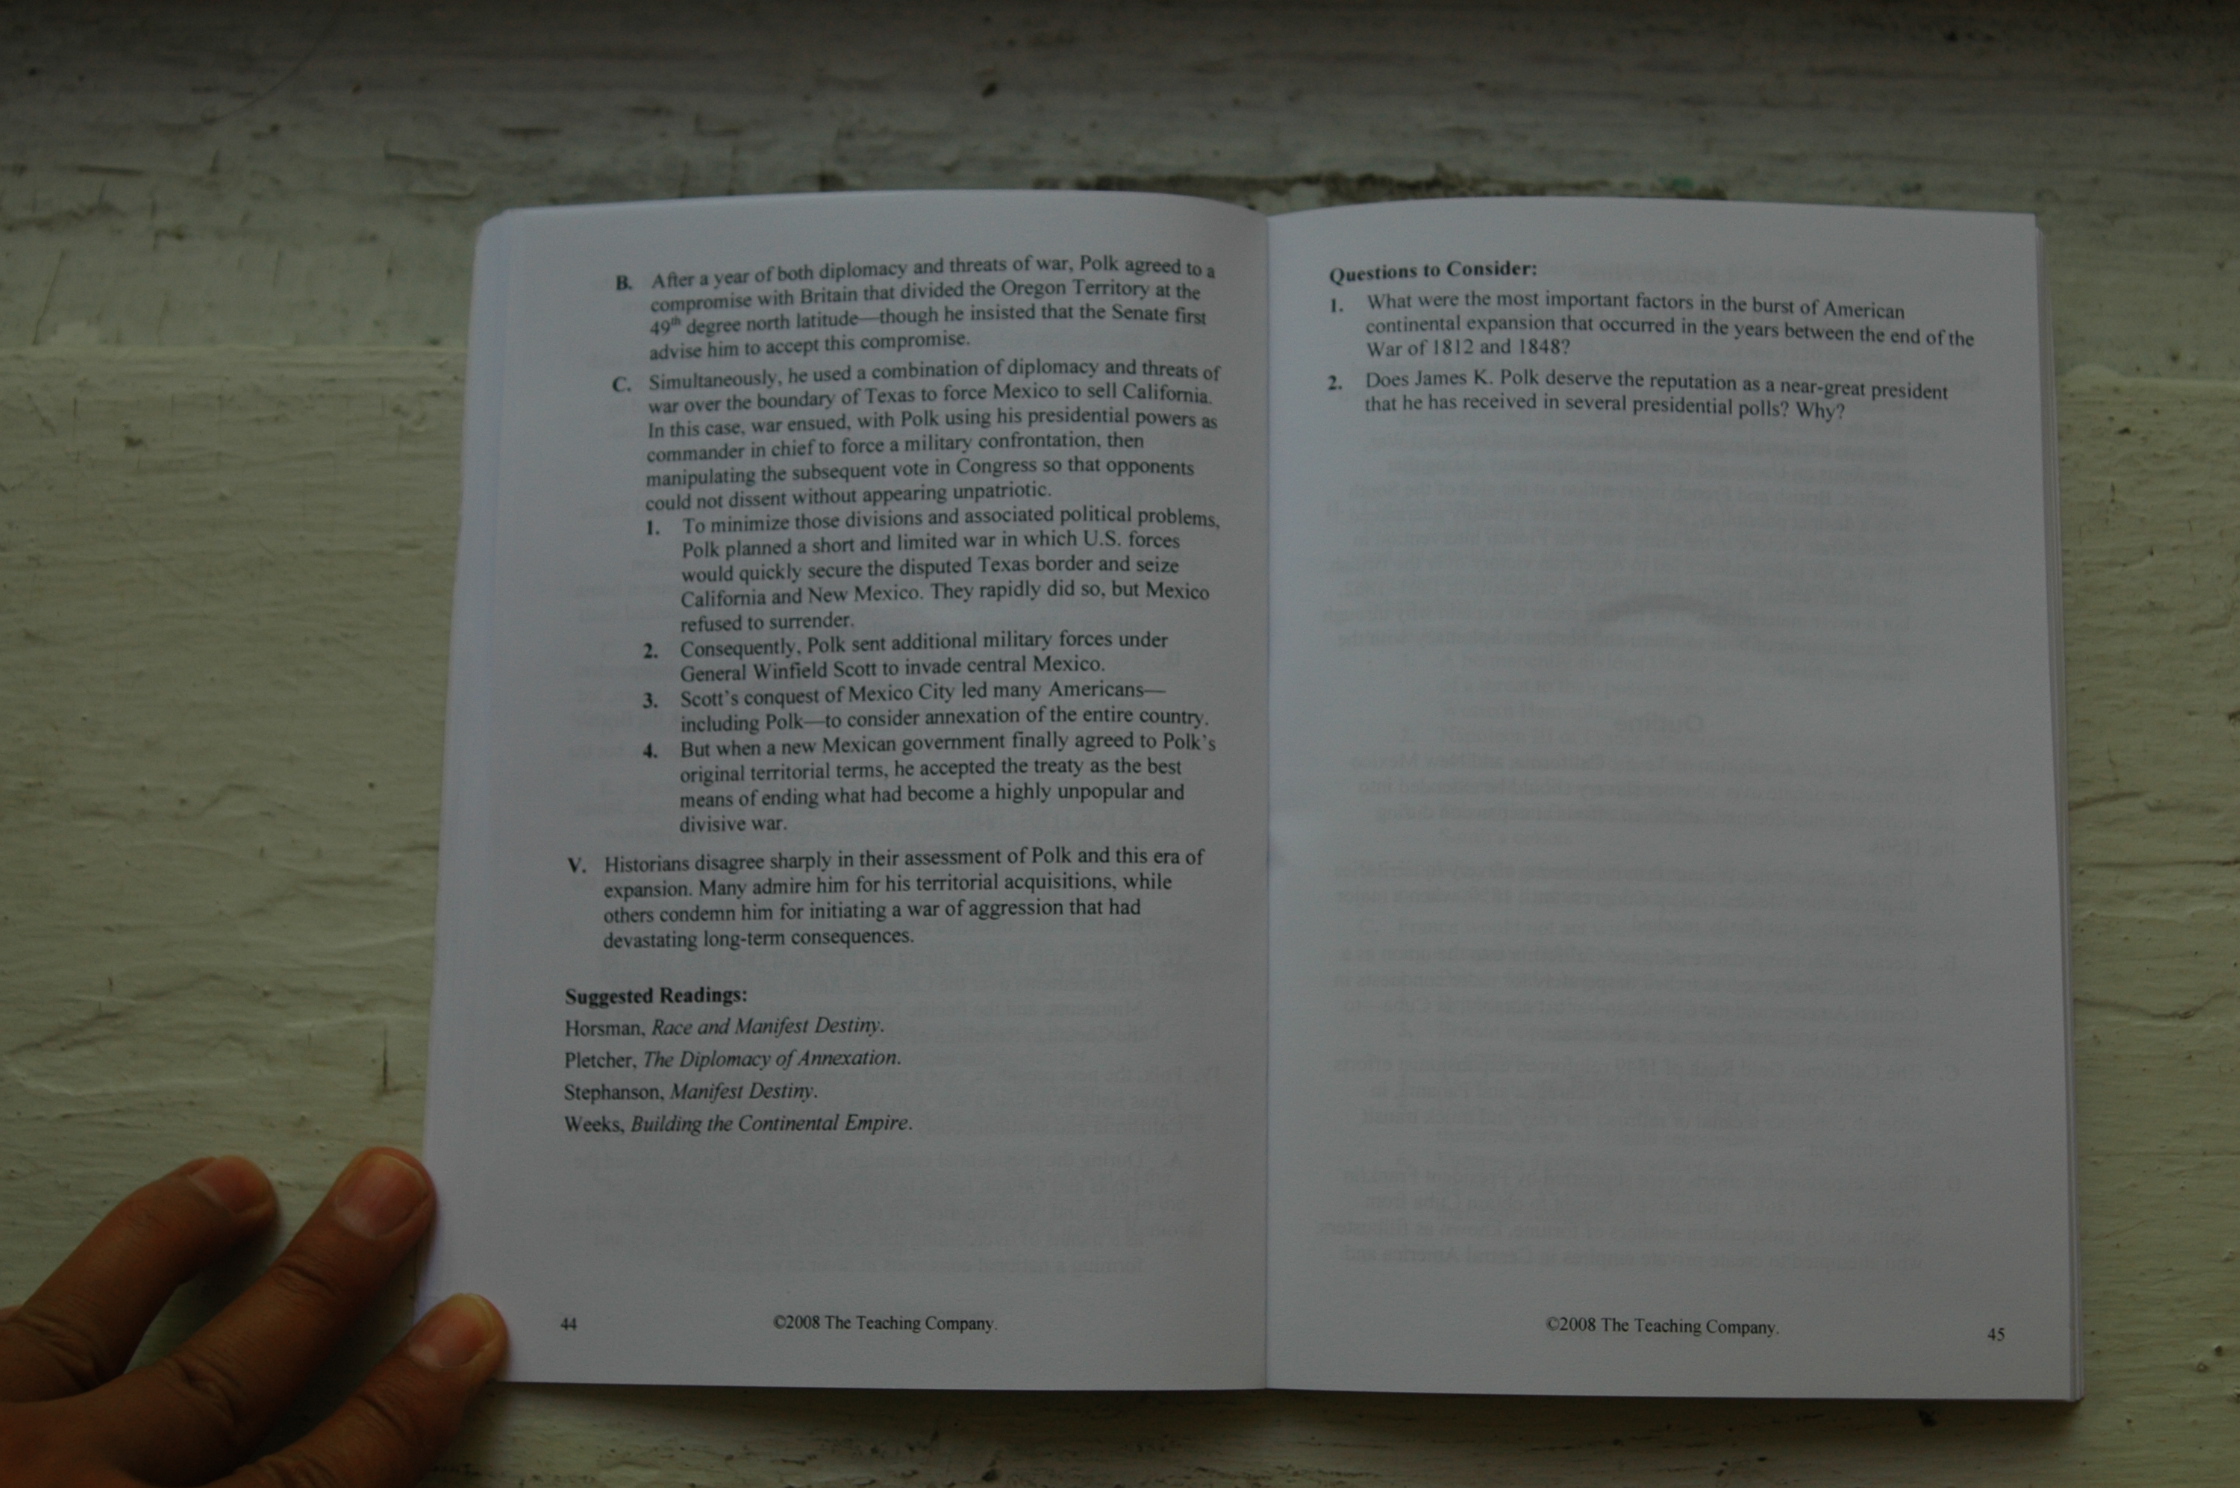 B. After a year of both diplomacy and threats of war, Polk agreed to a
compromise with Britain that divided the Oregon Territory at the
49th degree north latitude—though he insisted that the Senate first
advise him to accept this compromise.
C. Simultaneously, he used a combination of diplomacy and threats of
war over the boundary of Texas to force Mexico to sell California.
In this case, war ensued, with Polk using his presidential powers as
commander in chief to force a military confrontation, then
manipulating the subsequent vote in Congress so that opponents
could not dissent without appearing unpatriotic.
1. To minimize those divisions and associated political problems,
Polk planned a short and limited war in which U.S. forces
would quickly secure the disputed Texas border and seize
California and New Mexico. They rapidly did so, but Mexico
refused to surrender.
2. Consequently, Polk sent additional military forces under
General Winfield Scott to invade central Mexico.
3. Scott's conquest of Mexico City led many Americans—
including Polk—to consider annexation of the entire country.
4. But when a new Mexican government finally agreed to Polk's
original territorial terms, he accepted the treaty as the best
means of ending what had become a highly unpopular and
divisive war.
V. Historians disagree sharply in their assessment of Polk and this era of
expansion. Many admire him for his territorial acquisitions, while
others condemn him for initiating a war of aggression that had
devastating long-term consequences.
Suggested Readings:
Horsman, Race and Manifest Destiny.
Pletcher, The Diplomacy of Annexation.
Stephanson, Manifest Destiny.
Weeks, Building the Continental Empire.
44 ©2008 The Teaching Company.
Questions to Consider:
1. What were the most important factors in the burst of American
continental expansion that occurred in the years between the end of the
War of 1812 and 1848?
2. Does James K. Polk deserve the reputation as a near-great president
that he has received in several presidential polls? Why?
©2008 The Teaching Company. 45